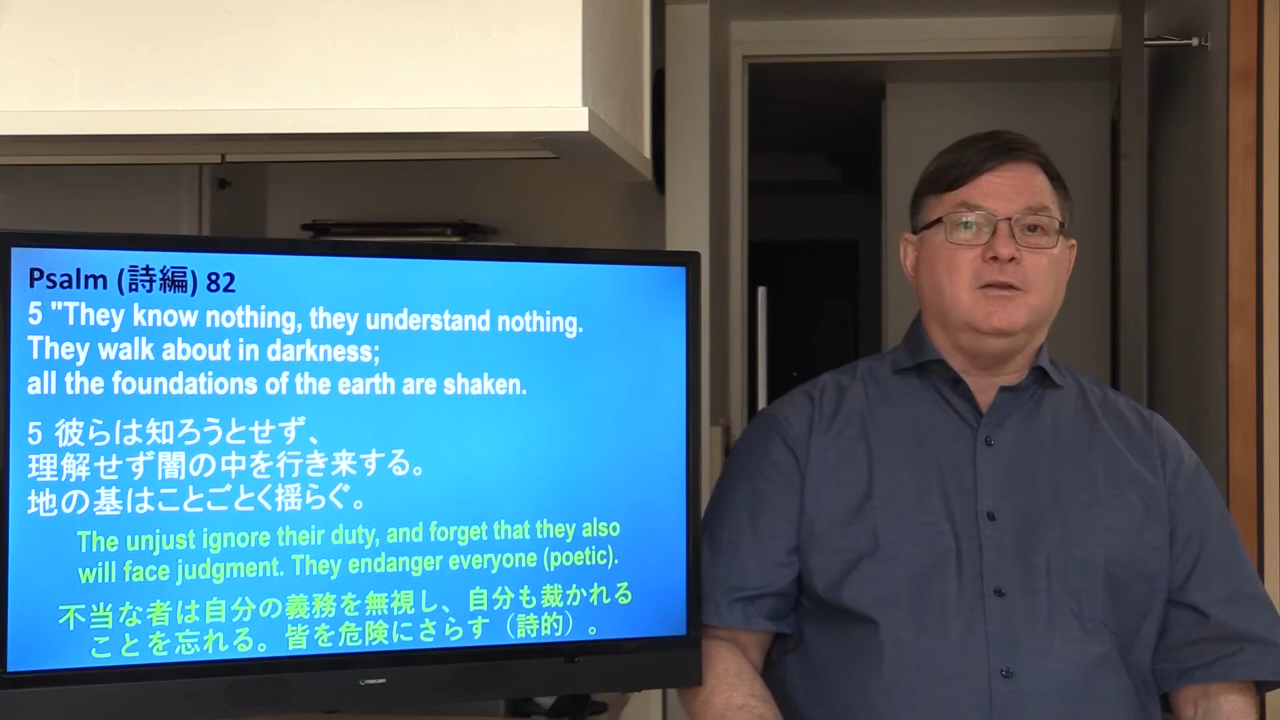 Psalm (詩編) 82
5 "They know nothing, they understand nothing.
They walk about in darkness;
all the foundations of the earth are shaken.
5 彼らは知ろうとせず、
理解せず闇の中を行き来する。
地の基はことごとく揺らぐ。
The unjust ignore their duty, and forget that they also
will face judgment. They endanger everyone (poetic).
不当な者は自分の義務を無視し、自分も裁かれる
ことを忘れる。皆を危険にさらす（詩的）。